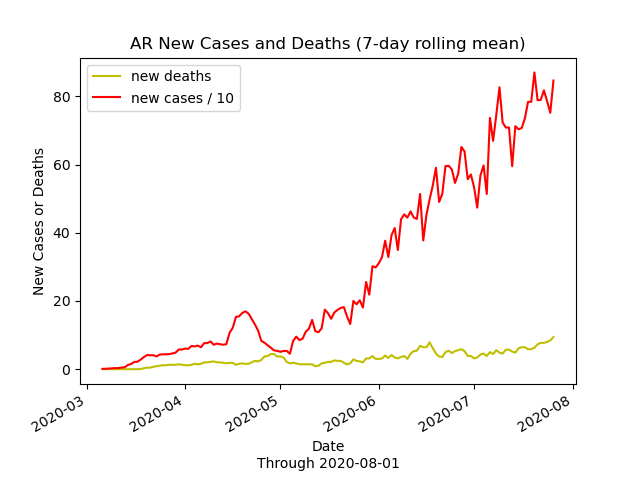 AR New Cases and Deaths (7-day rolling mean)
new deaths
new cases / 10
New Cases or Deaths
80
60
40
20
0
2020-03
2020-04
2020-05
2020-06
2020-07
2020-08
Date
Through 2020-08-01